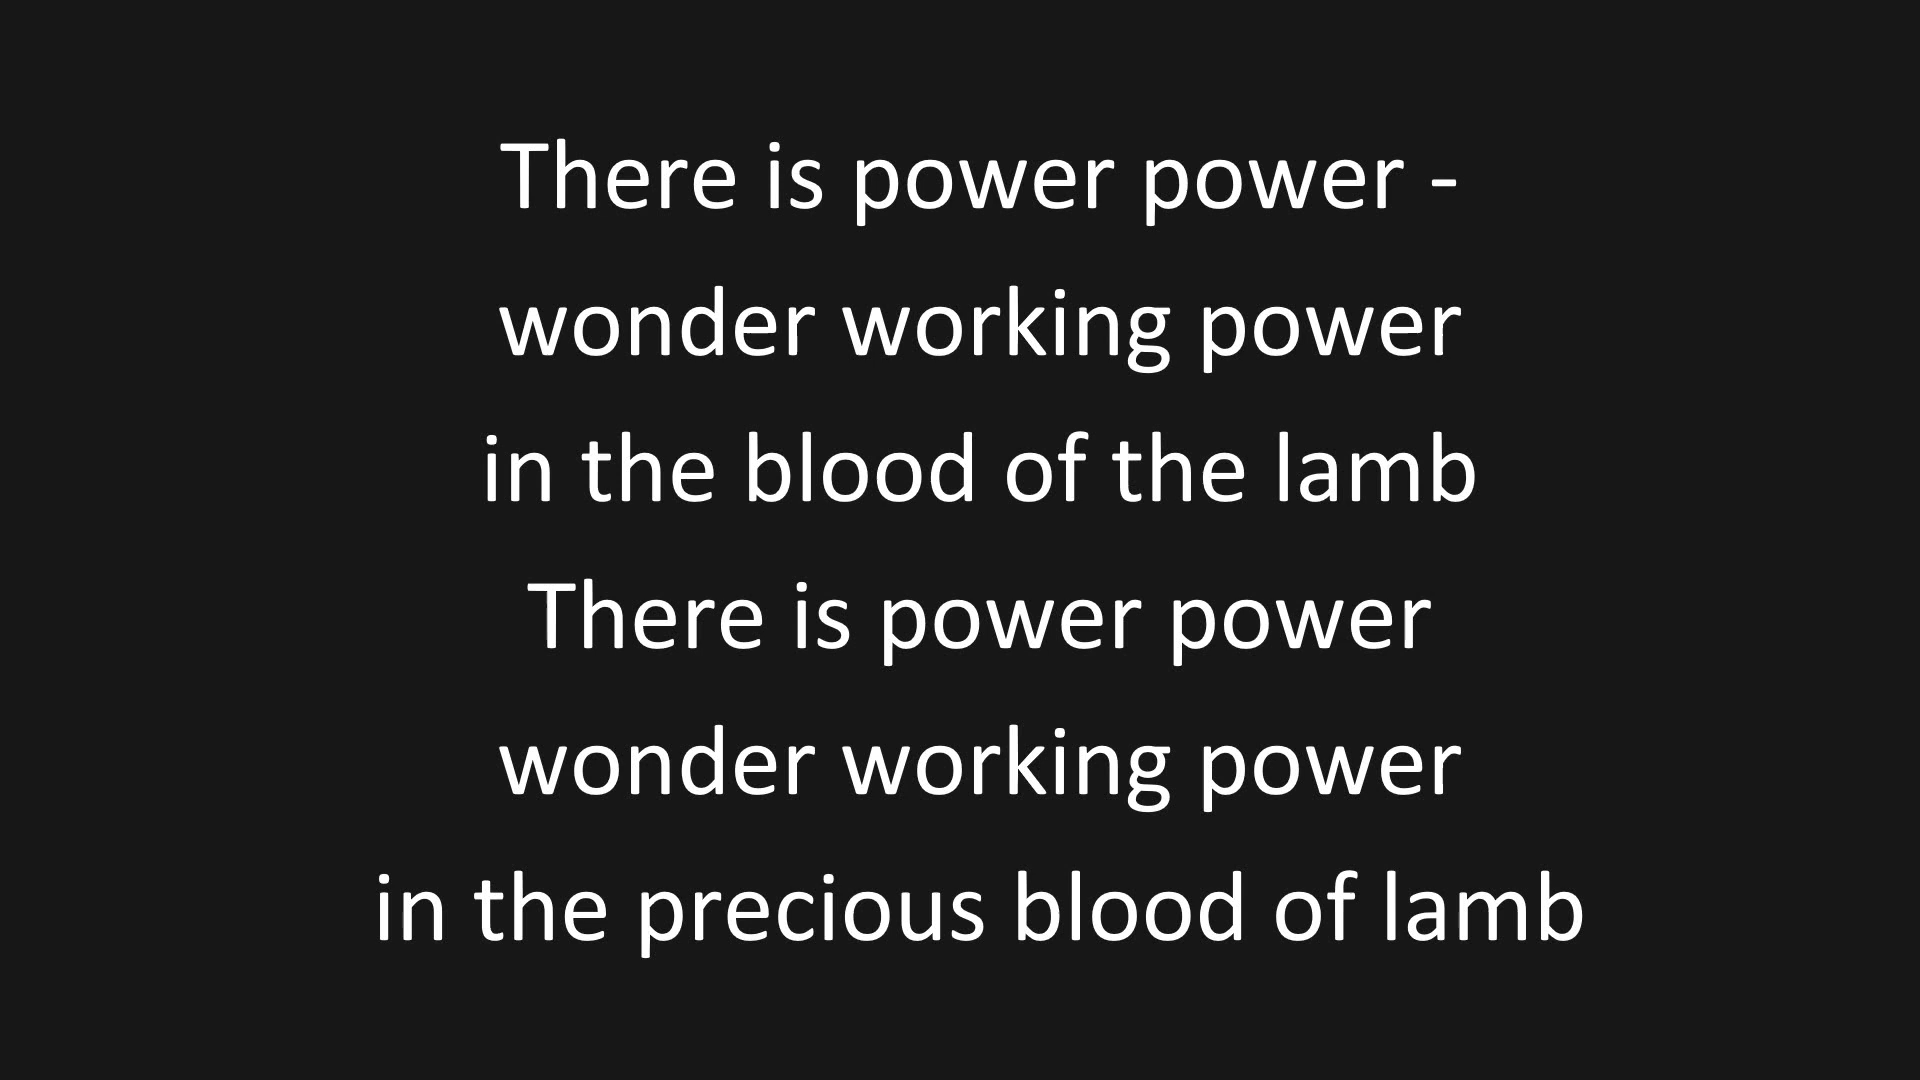 There is power power -
wonder working power
in the blood of the lamb
There is power power
wonder working power
in the precious blood of lamb